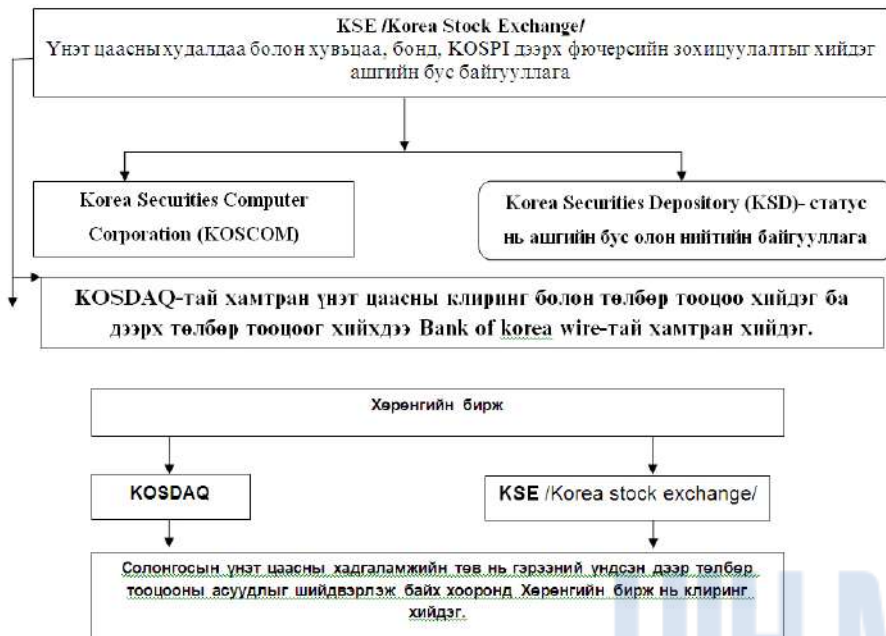 KSE /Korea Stock Exchange/
Үнэт цаасны худалдаа болон хувьцаа, бонд, KOSPI дээрх фючерсийн зохицуулалтыг хийдэг
ашгийн бус байгууллага
Korea Securities Computer
Corporation (KOSCOM)
Korea Securities Depository (KSD)- статус
нь ашгийн бус олон нийтийн байгууллага
KOSDAQ-тай хамтран үнэт цаасны клиринг болон төлбөр тооцоо хийдэг ба
дээрх төлбөр тооцоог хийхдээ Bank of korea wire-тай хамтран хийдэг.
Хөрөнгийн бирж
KOSDAQ
KSE /Korea stock exchange/
Солонгосын үнэт цаасны хадгаламжийн төв нь гэрээний үндсэн дээр төлбөр
тооцооны асуудлыг шийдвэрлэж байх хооронд Хөрөнгийн бирж нь клиринг
хийдэг.